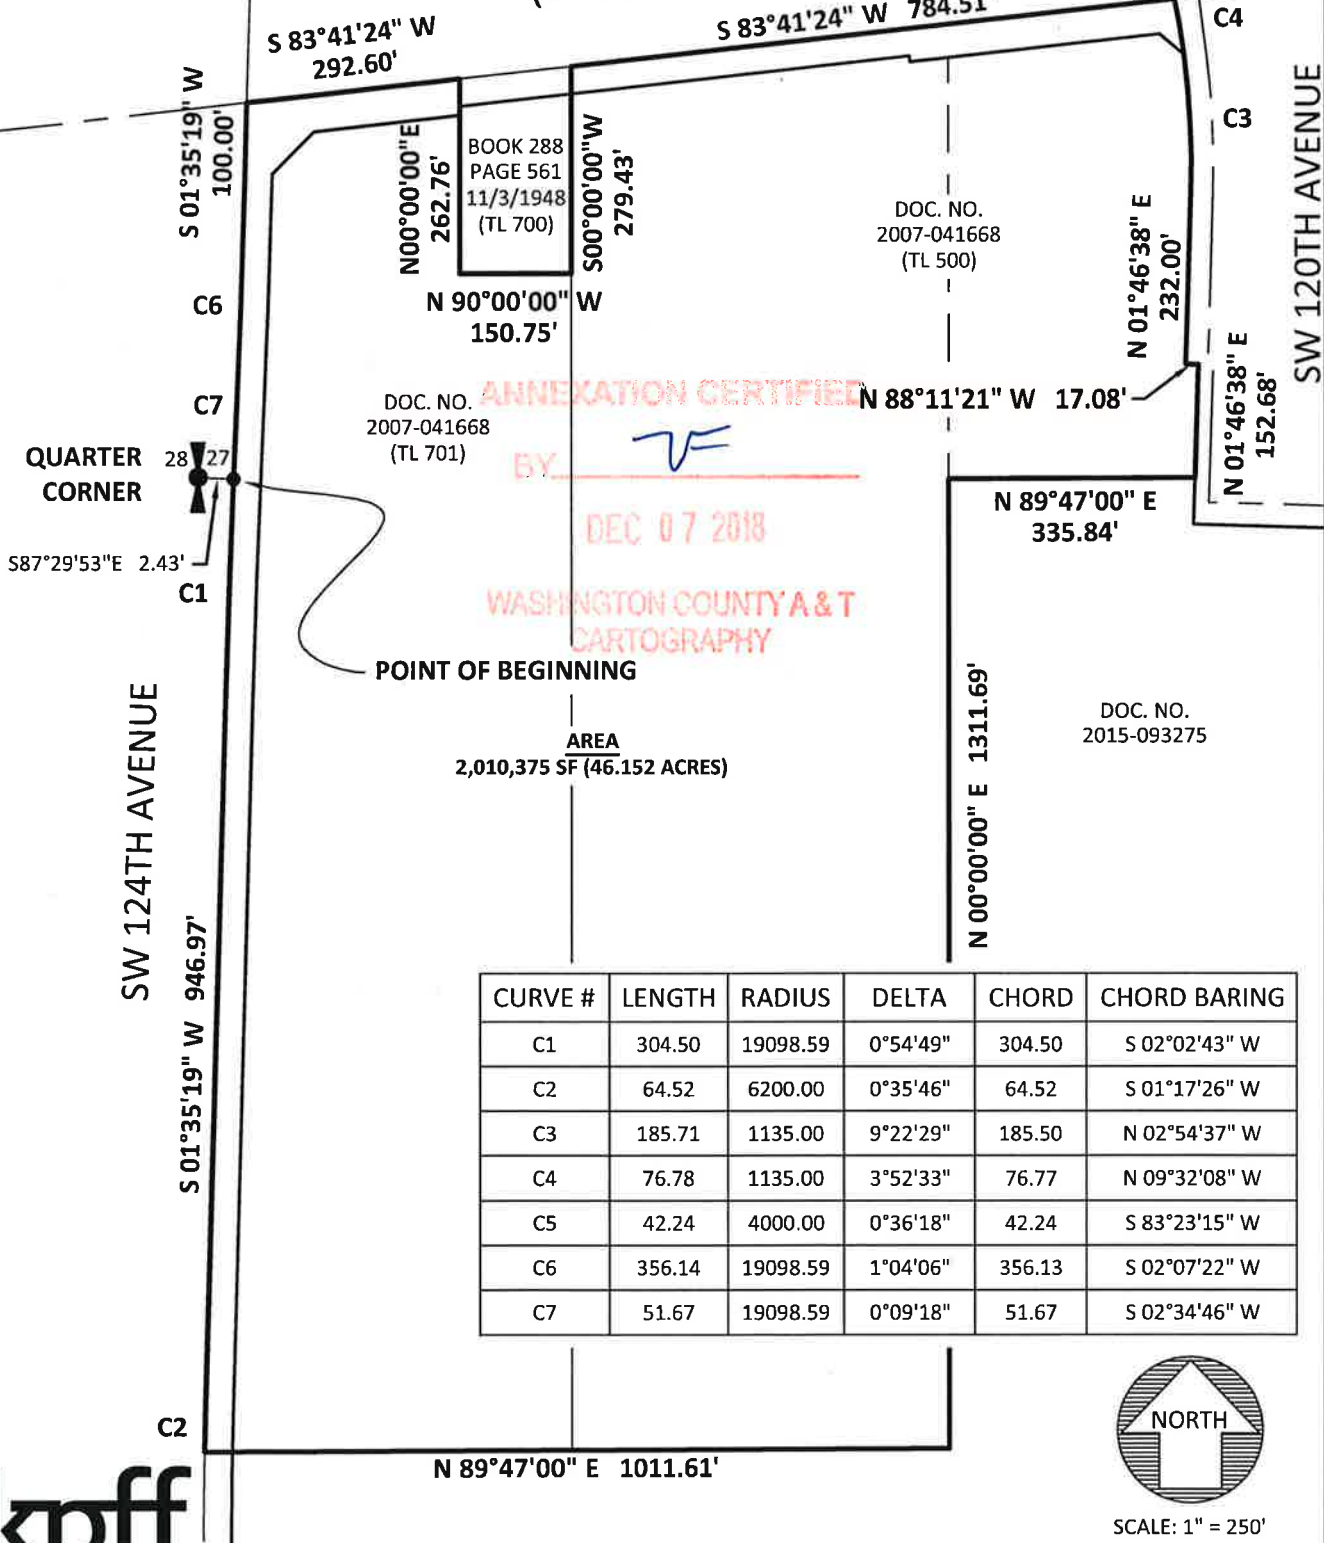 S 83°41'24" W
292.60'
S 83°41'24" W 784.51'
C4
C3
SW 120TH AVENUE
S 01°35'19" W
100.00'
N00°00'00"E
262.76'
BOOK 288
PAGE 561
11/3/1948
(TL 700)
S00°00'00"W
279.43'
DOC. NO.
2007-041668
(TL 500)
N 01°46'38" E
232.00'
C6
N 90°00'00" W
150.75'
C7
DOC. NO.
2007-041668
(TL 701)
ANNEXATION CERTIFIED
BY
DEC 07 2018
WASHINGTON COUNTY A & T
CARTOGRAPHY
N 88°11'21" W 17.08'
N 01°46'38" E
152.68'
QUARTER
CORNER
28 27
N 89°47'00" E
335.84'
S87°29'53"E 2.43'
C1
POINT OF BEGINNING
SW 124TH AVENUE
AREA
2,010,375 SF (46.152 ACRES)
N 00°00'00" E 1311.69'
DOC. NO.
2015-093275
S 01°35'19" W 946.97'
CURVE # LENGTH RADIUS DELTA CHORD CHORD BARING
C1 304.50 19098.59 0°54'49" 304.50 S 02°02'43" W
C2 64.52 6200.00 0°35'46" 64.52 S 01°17'26" W
C3 185.71 1135.00 9°22'29" 185.50 N 02°54'37" W
C4 76.78 1135.00 3°52'33" 76.77 N 09°32'08" W
C5 42.24 4000.00 0°36'18" 42.24 S 83°23'15" W
C6 356.14 19098.59 1°04'06" 356.13 S 02°07'22" W
C7 51.67 19098.59 0°09'18" 51.67 S 02°34'46" W
C2
N 89°47'00" E 1011.61'
NORTH
SCALE: 1" = 250'
kpff